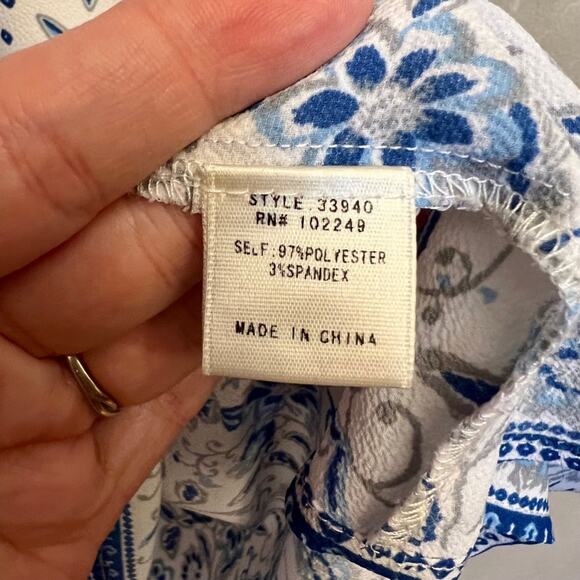 STYLE 33940
RN# 102249
SELF:97%POLYESTER
3%SPANDEX
MADE IN CHINA